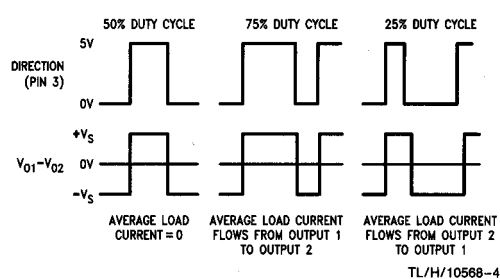 50% DUTY CYCLE 75% DUTY CYCLE 25% DUTY CYCLE
5V
DIRECTION
(PIN 3)
0V
+VS
VO1-VO2 0V
-VS
AVERAGE LOAD
CURRENT = 0
AVERAGE LOAD CURRENT
FLOWS FROM OUTPUT 1
TO OUTPUT 2
AVERAGE LOAD CURRENT
FLOWS FROM OUTPUT 2
TO OUTPUT 1
TL/H/10568-4